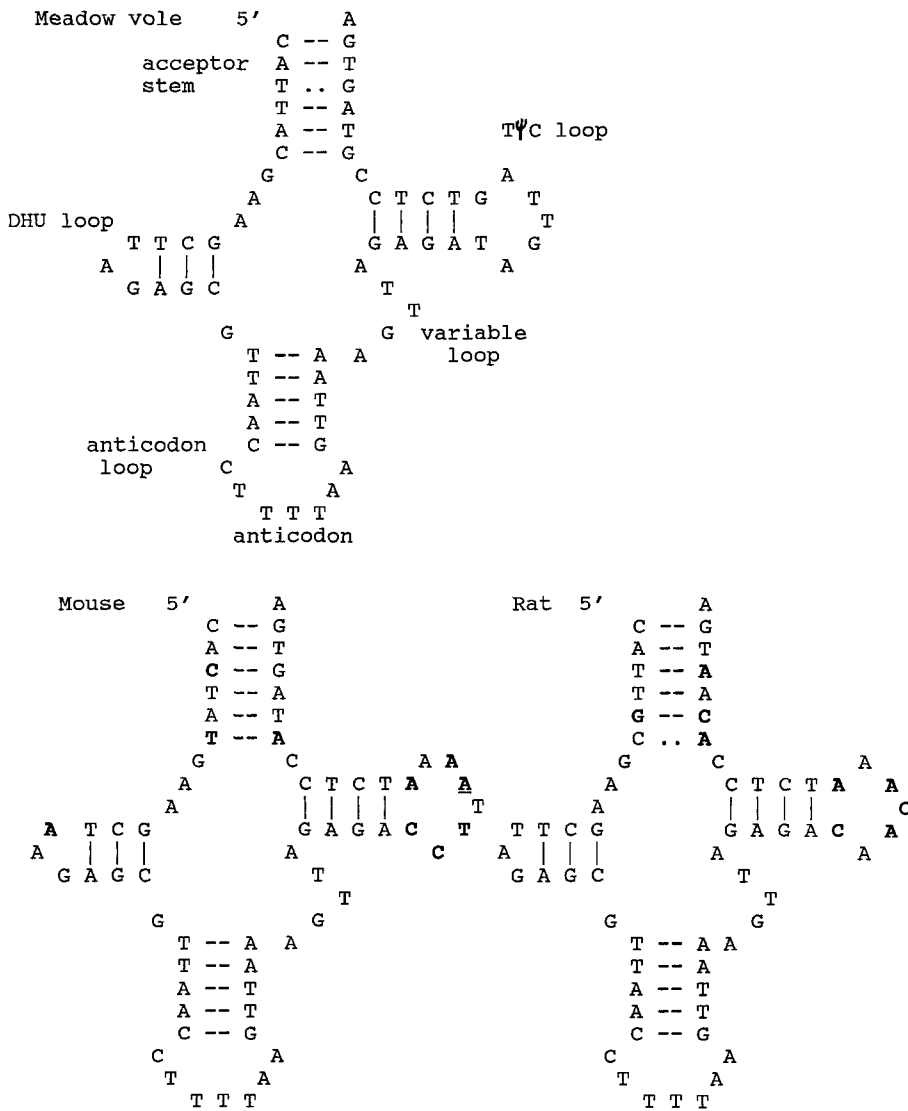 Meadow vole 5' A
C -- G
acceptor A -- T
stem T .. G
T -- A
A -- T TΨC loop
C -- G
G C A
A C T C T G T
DHU loop A | | | | T
T T C G G A G A T G
A | | | A A
G A G C T
T
G G variable
T -- A A loop
T -- A
A -- T
A -- T
anticodon C -- G
loop C A
T A
T T T
anticodon
Mouse 5' A Rat 5' A
C -- G C -- G
A -- T A -- T
C -- G T -- A
T -- A T -- A
A -- T G -- C
T -- A C .. A
G C A A G C A
A C T C T A A A C T C T A A
A | | | | T A | | | | C
A T C G G A G A C T T T C G G A G A C A
A | | | A C A | | | A A
G A G C T G A G C T
T T
G G G G
T -- A A T -- A A
T -- A T -- A
A -- T A -- T
A -- T A -- T
C -- G C -- G
C A C A
T A T A
T T T T T T